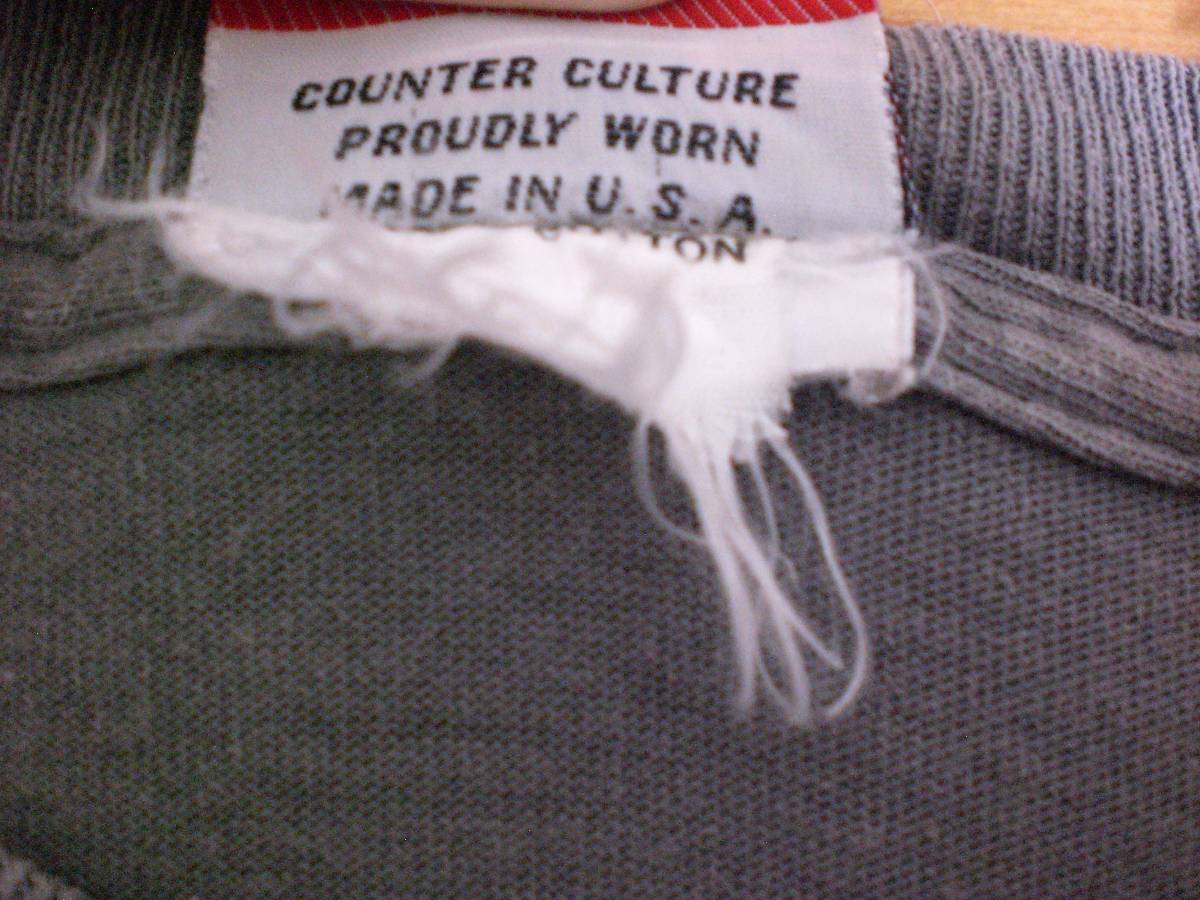 COUNTER CULTURE
PROUDLY WORN
MADE IN U.S.A.